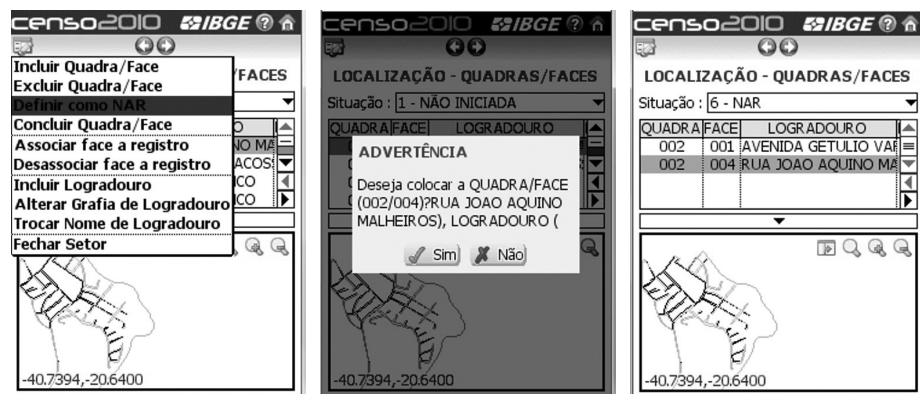 censo2010 IBGE ?
Incluir Quadra/Face
Excluir Quadra/Face
Definir como NAR
Concluir Quadra/Face
Associar face a registro
Desassociar face a registro
Incluir Logradouro
Alterar Grafia de Logradouro
Trocar Nome de Logradouro
Fechar Setor
/FACES
-40.7394,-20.6400
censo2010 IBGE ?
LOCALIZAÇÃO - QUADRAS/FACES
Situação : 1 - NÃO INICIADA
QUADRA FACE LOGRADOURO
ADVERTÊNCIA
Deseja colocar a QUADRA/FACE
(002/004)?RUA JOAO AQUINO
MALHEIROS), LOGRADOURO (
Sim Não
-40.7394,-20.6400
censo2010 IBGE ?
LOCALIZAÇÃO - QUADRAS/FACES
Situação : 6 - NAR
QUADRA FACE LOGRADOURO
002 001 AVENIDA GETULIO VAR
002 004 RUA JOAO AQUINO MA
-40.7394,-20.6400